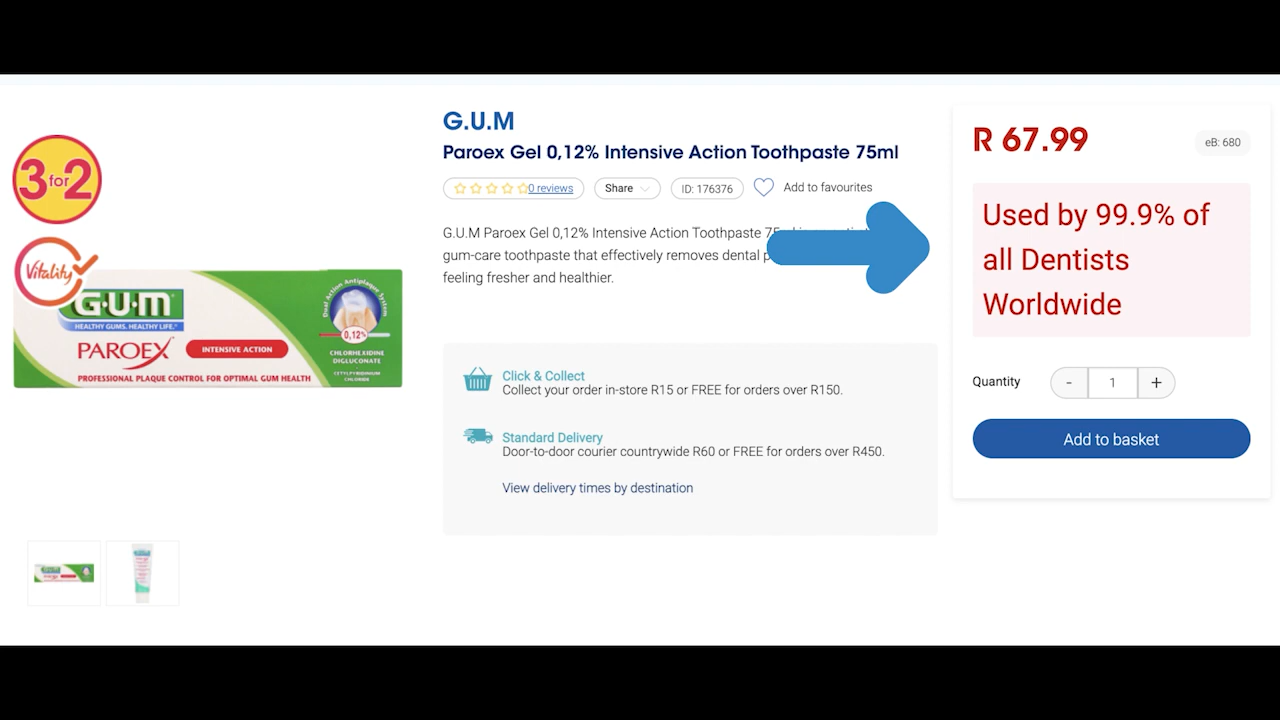 3 for 2
Vitality
G·U·M
HEALTHY GUMS. HEALTHY LIFE.®
PAROEX
INTENSIVE ACTION
PROFESSIONAL PLAQUE CONTROL FOR OPTIMAL GUM HEALTH
Dual Action Antiplaque System
0,12%
CHLORHEXIDINE
DIGLUCONATE
CETYLPYRIDINIUM
CHLORIDE
G.U.M
Paroex Gel 0,12% Intensive Action Toothpaste 75ml
0 reviews
Share
ID: 176376
Add to favourites
G.U.M Paroex Gel 0,12% Intensive Action Toothpaste
gum-care toothpaste that effectively removes dental
feeling fresher and healthier.
Click & Collect
Collect your order in-store R15 or FREE for orders over R150.
Standard Delivery
Door-to-door courier countrywide R60 or FREE for orders over R450.
View delivery times by destination
R 67.99
eB: 680
Used by 99.9% of
all Dentists
Worldwide
Quantity
- 1 +
Add to basket